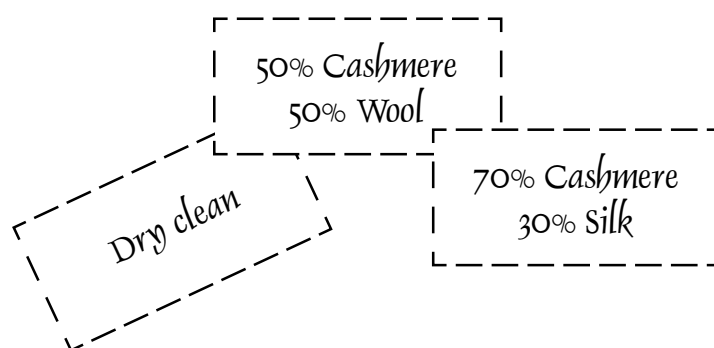 50% Cashmere
50% Wool
70% Cashmere
30% Silk
Dry clean